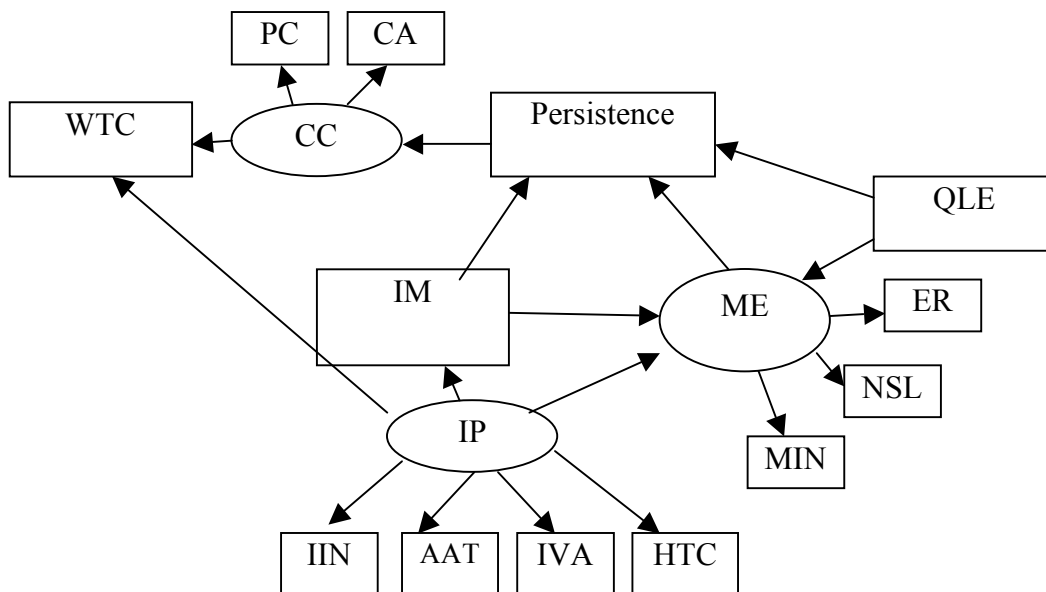 PC
CA
WTC
CC
Persistence
QLE
IM
ME
ER
NSL
IP
MIN
IIN
AAT
IVA
HTC